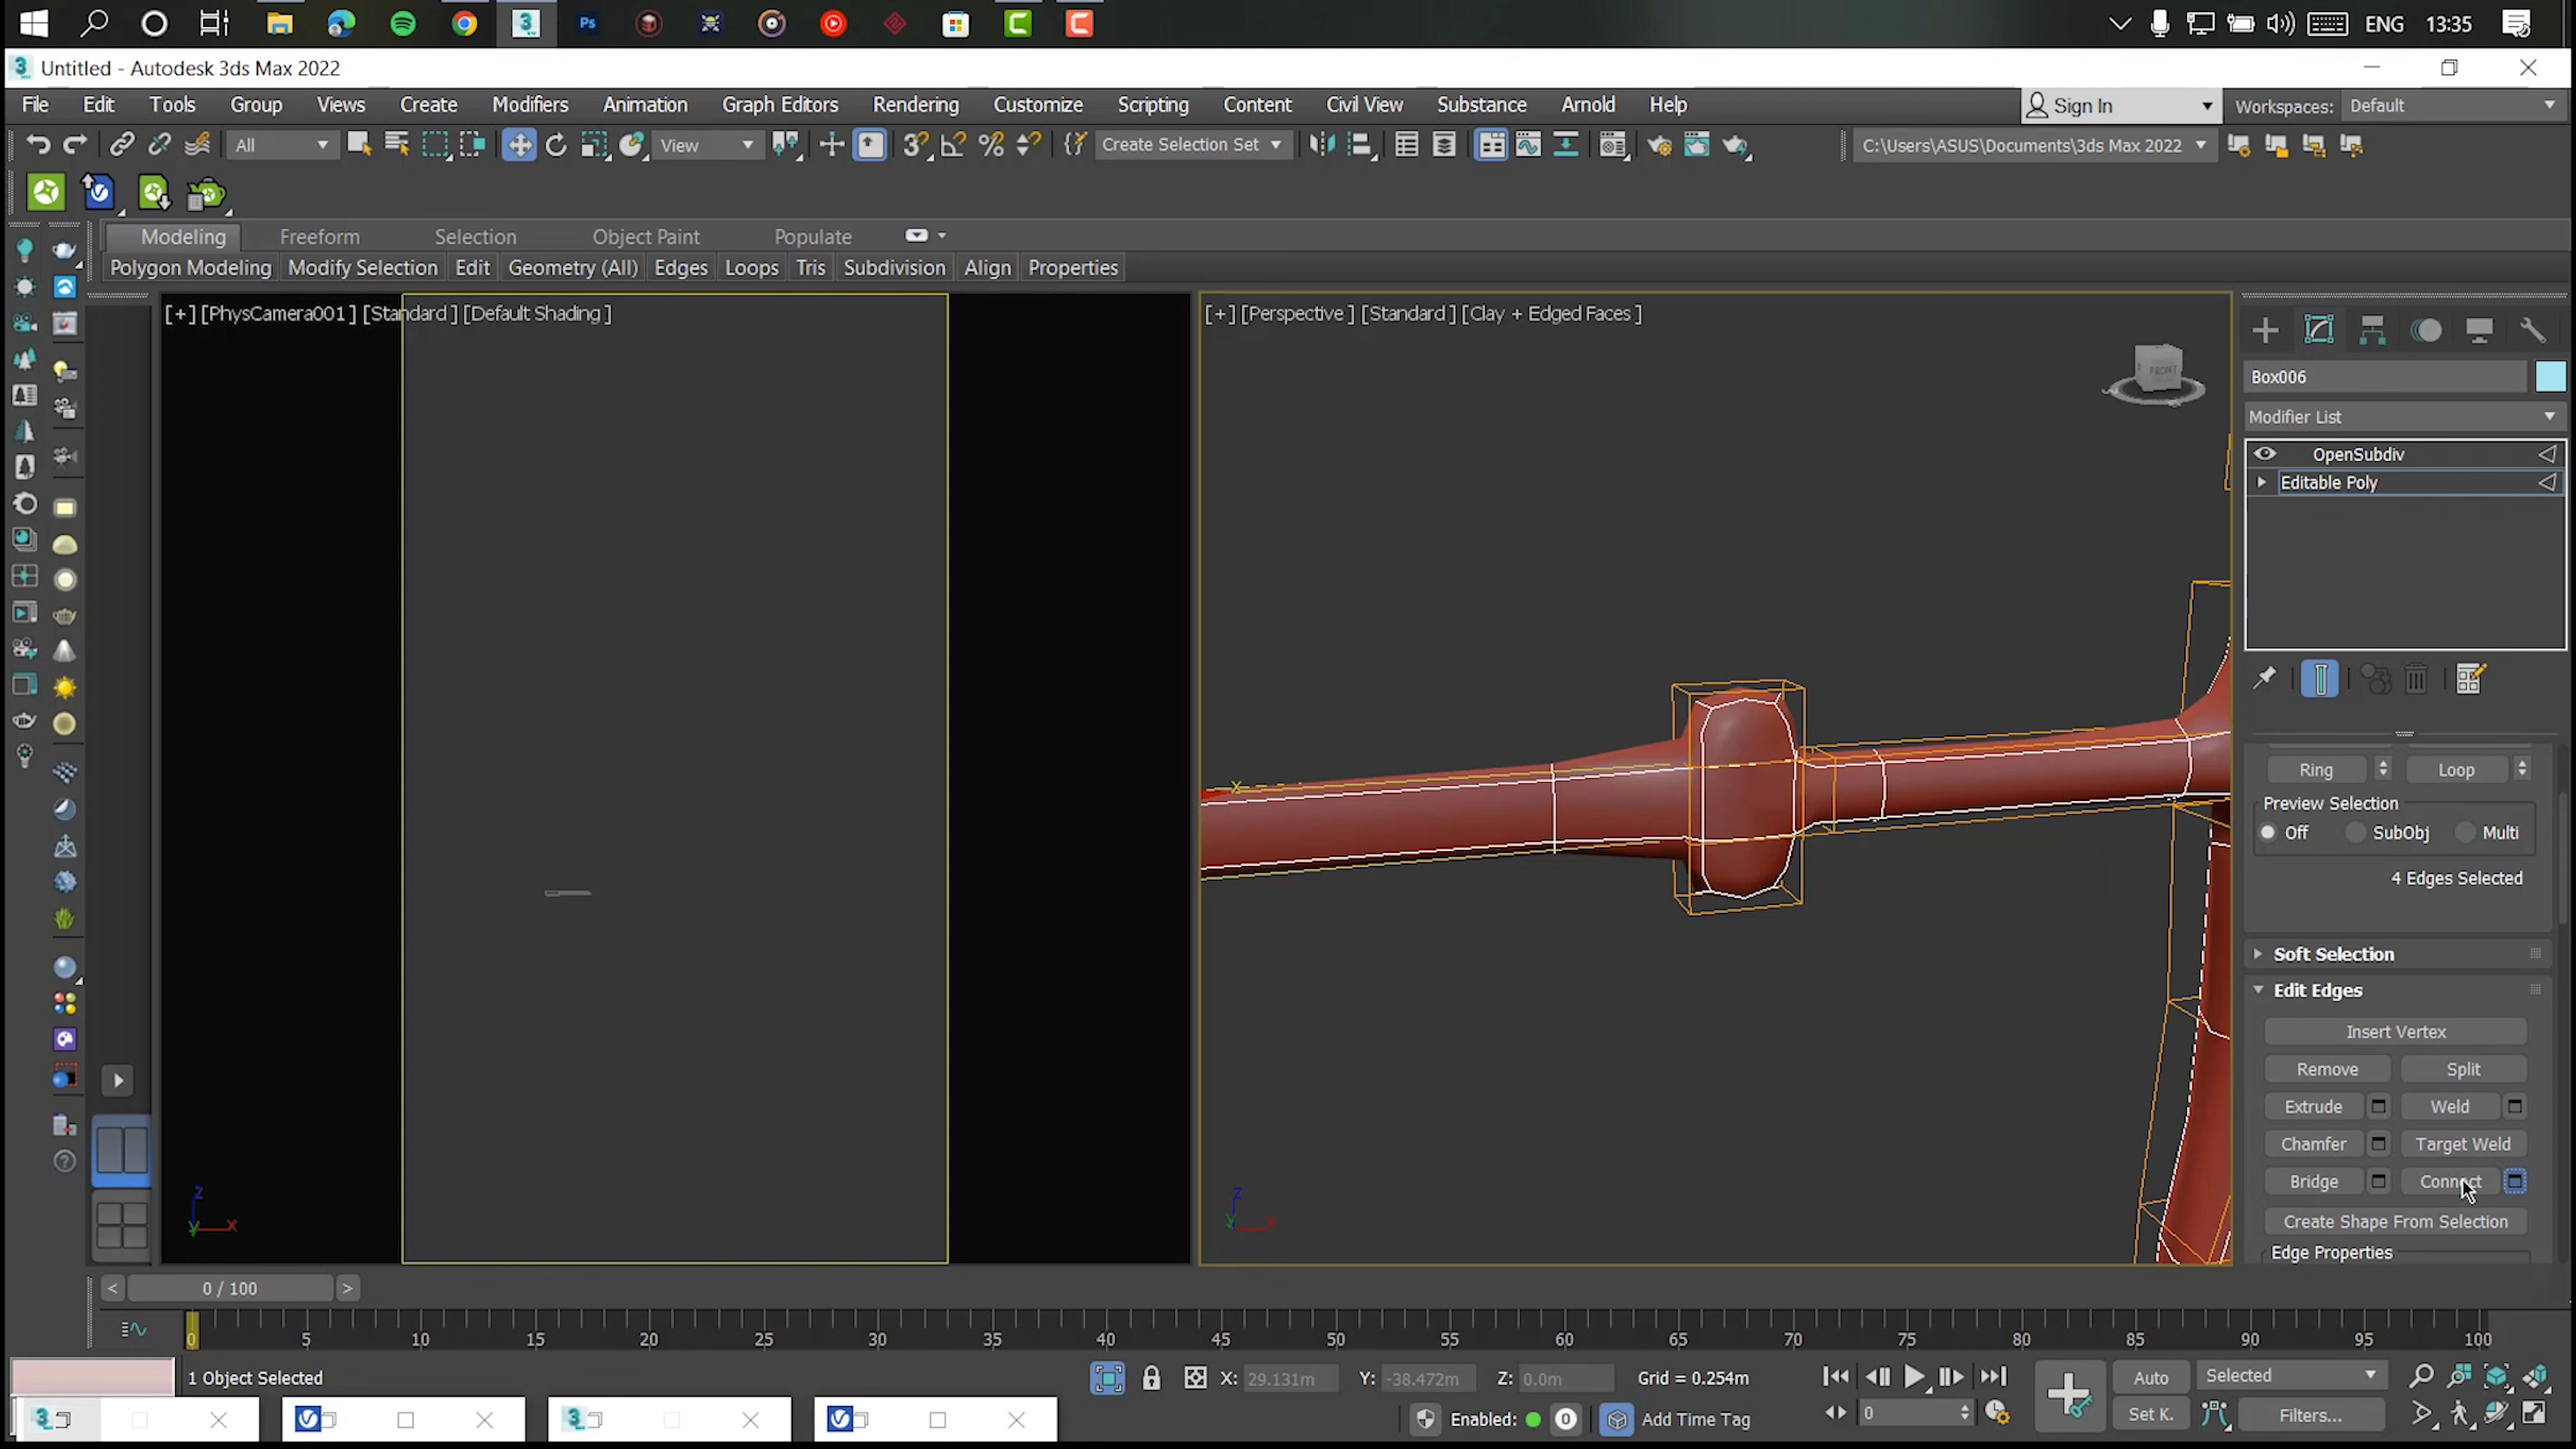 ENG 13:35
Untitled - Autodesk 3ds Max 2022
File Edit Tools Group Views Create Modifiers Animation Graph Editors Rendering Customize Scripting Content Civil View Substance Arnold Help Sign In Workspaces: Default
All View Create Selection Set C:\Users\ASUS\Documents\3ds Max 2022
Modeling Freeform Selection Object Paint Populate
Polygon Modeling Modify Selection Edit Geometry (All) Edges Loops Tris Subdivision Align Properties
[+] [PhysCamera001] [Standard] [Default Shading]
[+] [Perspective] [Standard] [Clay + Edged Faces]
FRONT
Box006
Modifier List
OpenSubdiv
Editable Poly
Ring Loop
Preview Selection
Off SubObj Multi
4 Edges Selected
Soft Selection
Edit Edges
Insert Vertex
Remove Split
Extrude Weld
Chamfer Target Weld
Bridge Connect
Create Shape From Selection
Edge Properties
x
z
x
y
z
x
y
< 0 / 100 >
0 5 10 15 20 25 30 35 40 45 50 55 60 65 70 75 80 85 90 95 100
1 Object Selected X: 29.131m Y: -38.472m Z: 0.0m Grid = 0.254m Auto Selected
Enabled: 0 Add Time Tag 0 Set K. Filters...